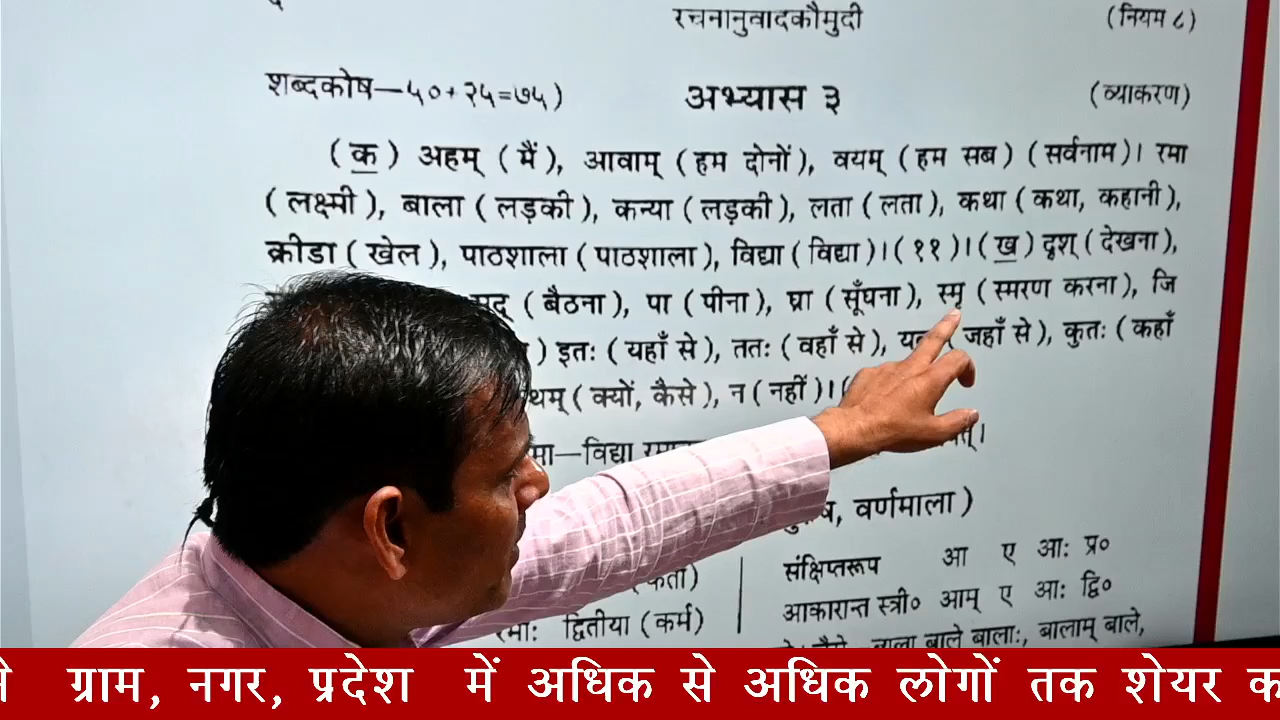 रचनानुवादकौमुदी (नियम ८)
शब्दकोष—५०+२५=७५) अभ्यास ३ (व्याकरण)
(क) अहम् (मैं), आवाम् (हम दोनों), वयम् (हम सब) (सर्वनाम)। रमा
(लक्ष्मी), बाला (लड़की), कन्या (लड़की), लता (लता), कथा (कथा, कहानी),
क्रीडा (खेल), पाठशाला (पाठशाला), विद्या (विद्या)। (११)। (ख) दृश् (देखना),
(बैठना), पा (पीना), घ्रा (सूँघना), स्मृ (स्मरण करना), जि
) इतः (यहाँ से), ततः (वहाँ से), जहाँ से), कुतः (कहाँ
(क्यों, कैसे), न (नहीं)। (
—विद्या
, वर्णमाला)
संक्षिप्तरूप आ ए आः प्र०
आकारान्त स्त्री० आम् ए आः द्वि०
द्वितीया (कर्म)
बाले बालाः, बालाम् बाले,
ग्राम, नगर, प्रदेश में अधिक से अधिक लोगों तक शेयर